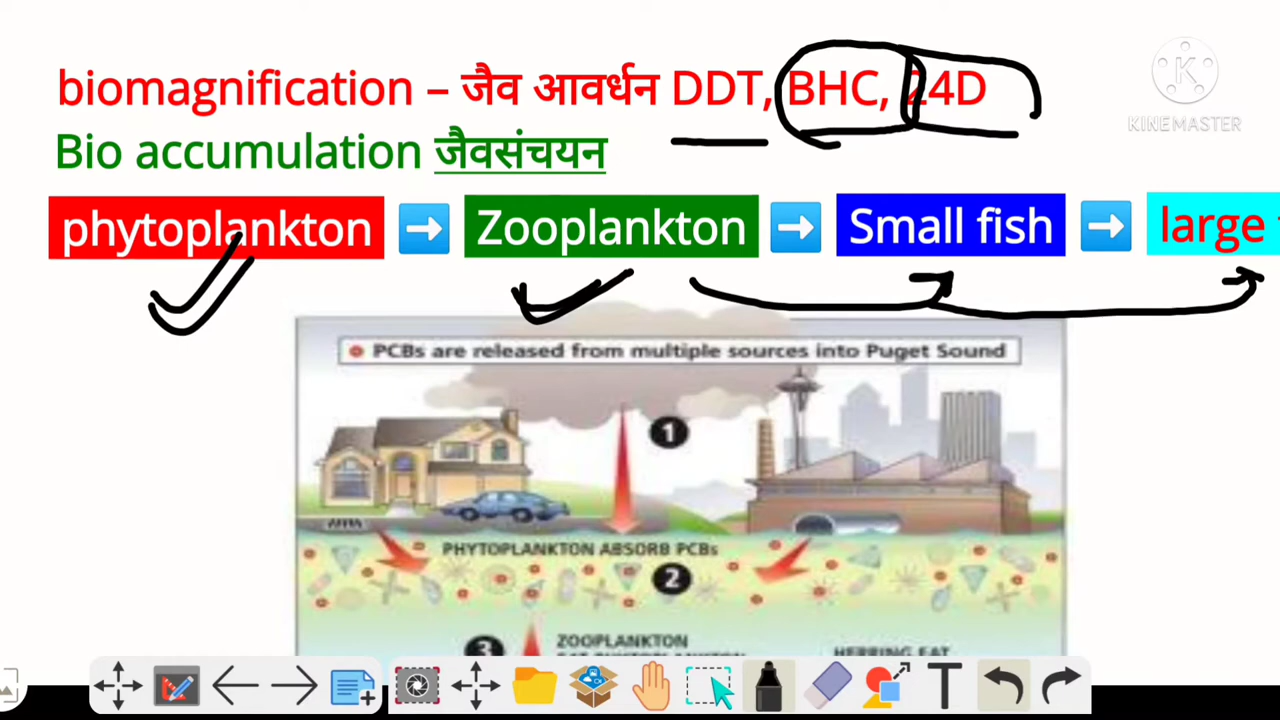 biomagnification – जैव आवर्धन DDT, BHC, 24D
KINEMASTER
Bio accumulation जैवसंचयन
phytoplankton → Zooplankton → Small fish → large
PCBs are released from multiple sources into Puget Sound
1
PHYTOPLANKTON ABSORB PCBs
2
3 ZOOPLANKTON
HERRING EAT